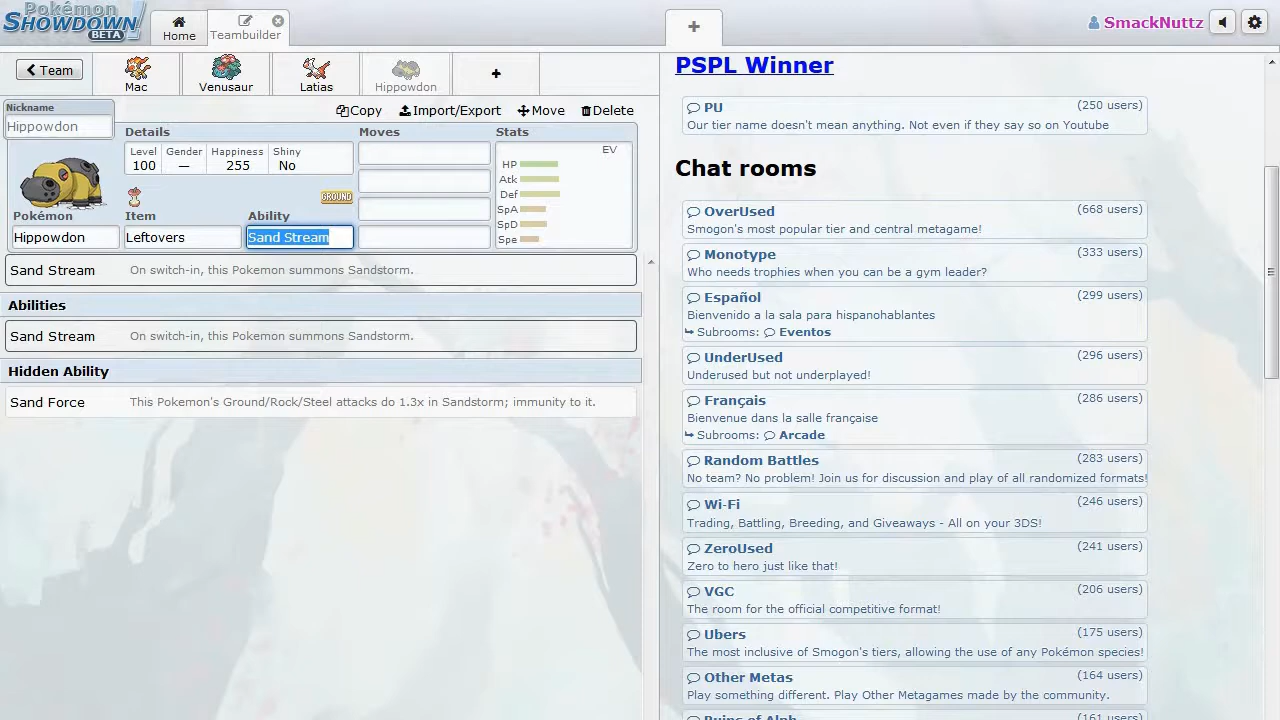 Pokémon
SHOWDOWN!
BETA
Home
Teambuilder
+
SmackNuttz
Team
Mac
Venusaur
Latias
Hippowdon
+
Copy
Import/Export
Move
Delete
Nickname
Hippowdon
Details
Moves
Stats
Level
Gender
Happiness
Shiny
100
—
255
No
EV
HP
Atk
Def
SpA
SpD
Spe
GROUND
Pokémon
Item
Ability
Hippowdon
Leftovers
Sand Stream
Sand Stream On switch-in, this Pokemon summons Sandstorm.
Abilities
Sand Stream On switch-in, this Pokemon summons Sandstorm.
Hidden Ability
Sand Force This Pokemon's Ground/Rock/Steel attacks do 1.3x in Sandstorm; immunity to it.
PSPL Winner
PU (250 users)
Our tier name doesn't mean anything. Not even if they say so on Youtube
Chat rooms
OverUsed (668 users)
Smogon's most popular tier and central metagame!
Monotype (333 users)
Who needs trophies when you can be a gym leader?
Español (299 users)
Bienvenido a la sala para hispanohablantes
↳ Subrooms: Eventos
UnderUsed (296 users)
Underused but not underplayed!
Français (286 users)
Bienvenue dans la salle française
↳ Subrooms: Arcade
Random Battles (283 users)
No team? No problem! Join us for discussion and play of all randomized formats!
Wi-Fi (246 users)
Trading, Battling, Breeding, and Giveaways - All on your 3DS!
ZeroUsed (241 users)
Zero to hero just like that!
VGC (206 users)
The room for the official competitive format!
Ubers (175 users)
The most inclusive of Smogon's tiers, allowing the use of any Pokémon species!
Other Metas (164 users)
Play something different. Play Other Metagames made by the community.
Ruins of Alph (161 users)